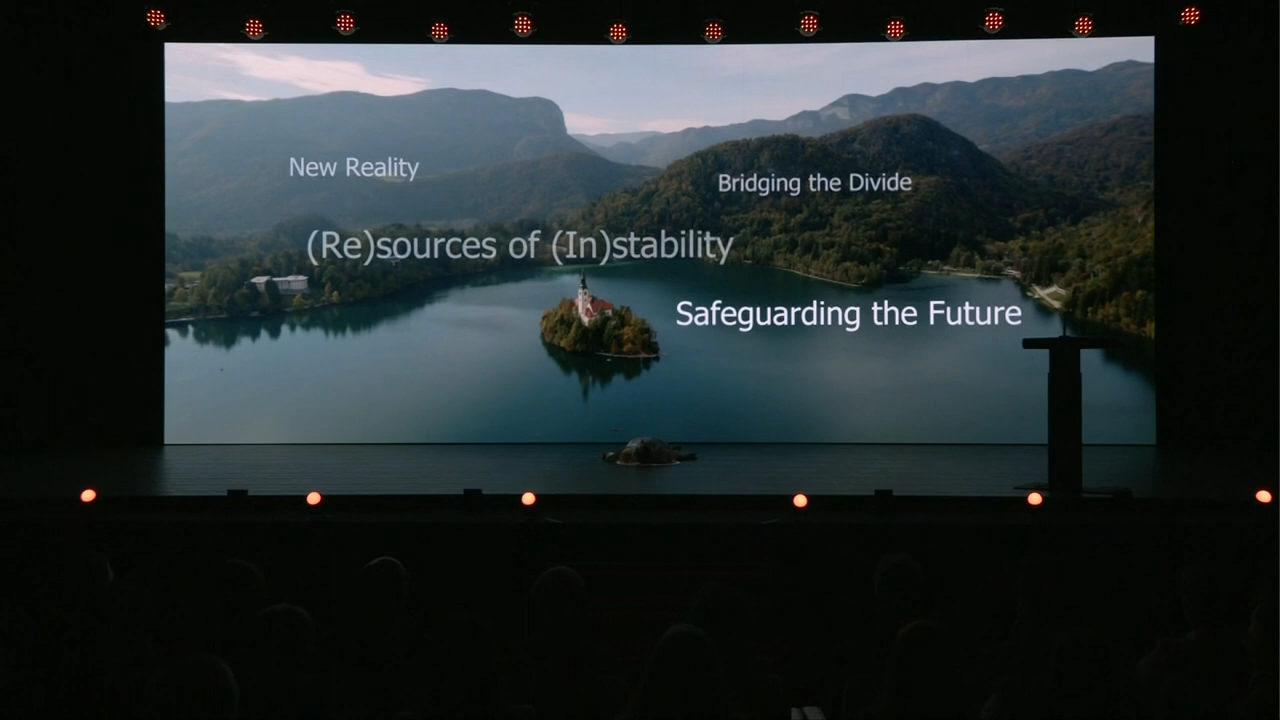 New Reality
Bridging the Divide
(Re)sources of (In)stability
Safeguarding the Future